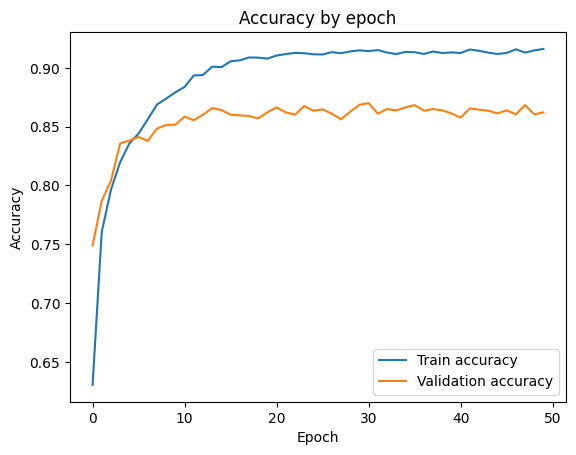 Accuracy by epoch
Accuracy
0.90
0.85
0.80
0.75
0.70
0.65
Train accuracy
Validation accuracy
0 10 20 30 40 50
Epoch